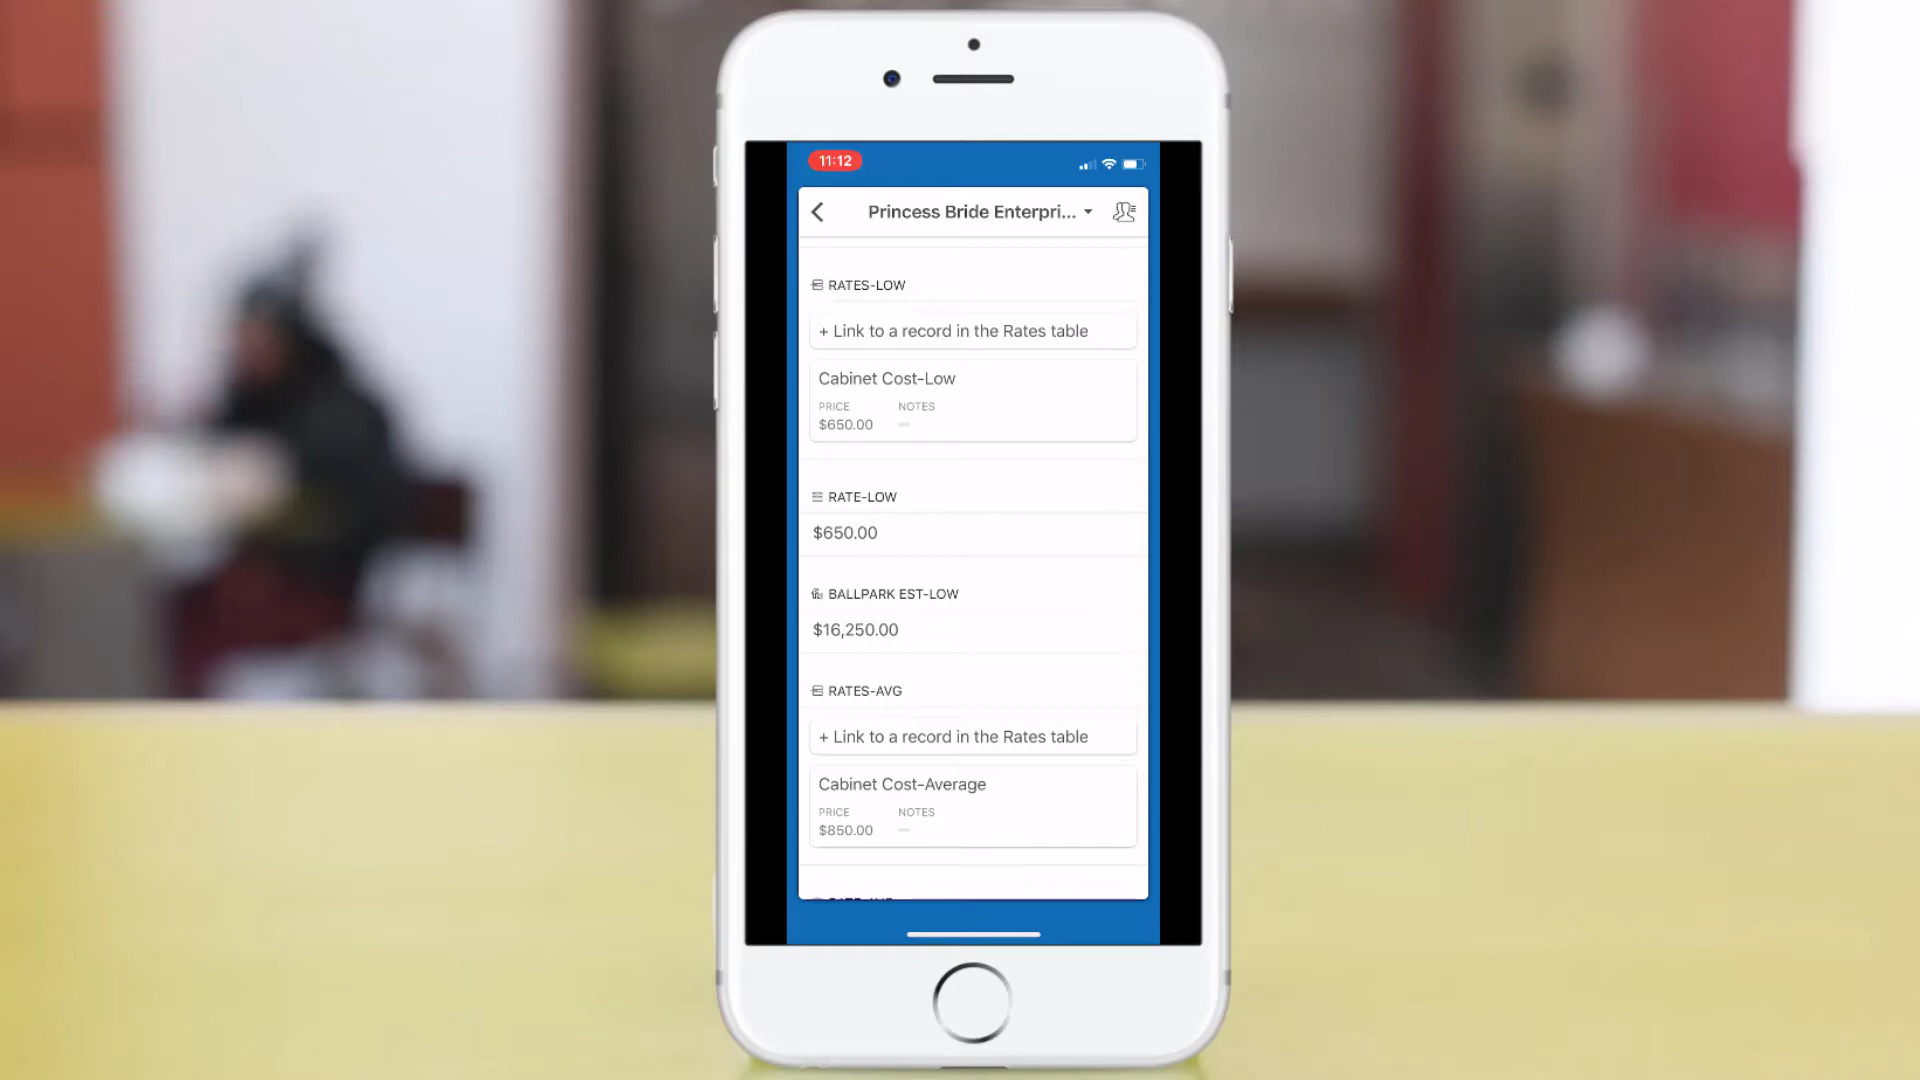 11:12
Princess Bride Enterpri...
RATES-LOW
+ Link to a record in the Rates table
Cabinet Cost-Low
PRICE NOTES
$650.00 –
RATE-LOW
$650.00
BALLPARK EST-LOW
$16,250.00
RATES-AVG
+ Link to a record in the Rates table
Cabinet Cost-Average
PRICE NOTES
$850.00 –